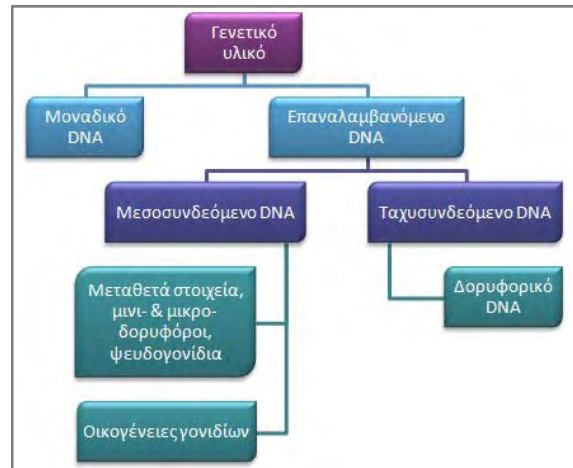 Γενετικό
υλικό
Μοναδικό
DNA
Επαναλαμβανόμενο
DNA
Μεσοσυνδεόμενο DNA
Ταχυσυνδεόμενο DNA
Μεταθετά στοιχεία,
μινι- & μικρο-
δορυφόροι,
ψευδογονίδια
Δορυφορικό
DNA
Οικογένειες γονιδίων